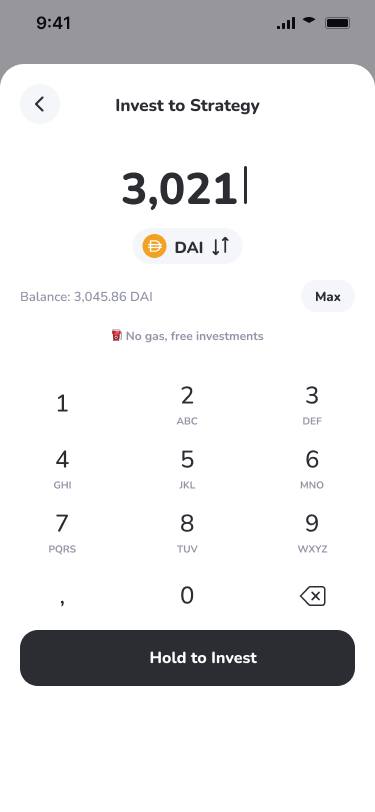 9:41
Invest to Strategy
3,021
DAI
Balance: 3,045.86 DAI
Max
No gas, free investments
1
2
3
ABC
DEF
4
5
6
GHI
JKL
MNO
7
8
9
PQRS
TUV
WXYZ
,
0
Hold to Invest